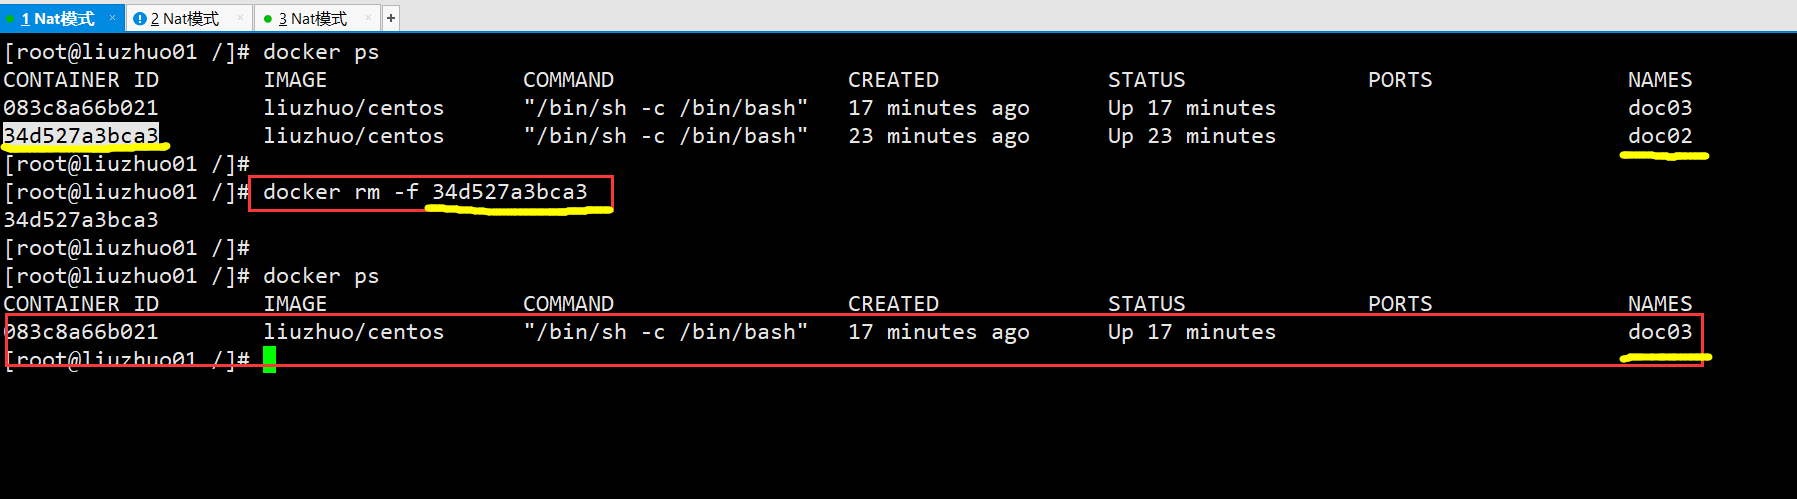 1 Nat模式 × 2 Nat模式 × 3 Nat模式 × +
[root@liuzhuo01 /]# docker ps
CONTAINER ID IMAGE COMMAND CREATED STATUS PORTS NAMES
083c8a66b021 liuzhuo/centos "/bin/sh -c /bin/bash" 17 minutes ago Up 17 minutes doc03
34d527a3bca3 liuzhuo/centos "/bin/sh -c /bin/bash" 23 minutes ago Up 23 minutes doc02
[root@liuzhuo01 /]#
[root@liuzhuo01 /]# docker rm -f 34d527a3bca3
34d527a3bca3
[root@liuzhuo01 /]#
[root@liuzhuo01 /]# docker ps
CONTAINER ID IMAGE COMMAND CREATED STATUS PORTS NAMES
083c8a66b021 liuzhuo/centos "/bin/sh -c /bin/bash" 17 minutes ago Up 17 minutes doc03
[root@liuzhuo01 /]#